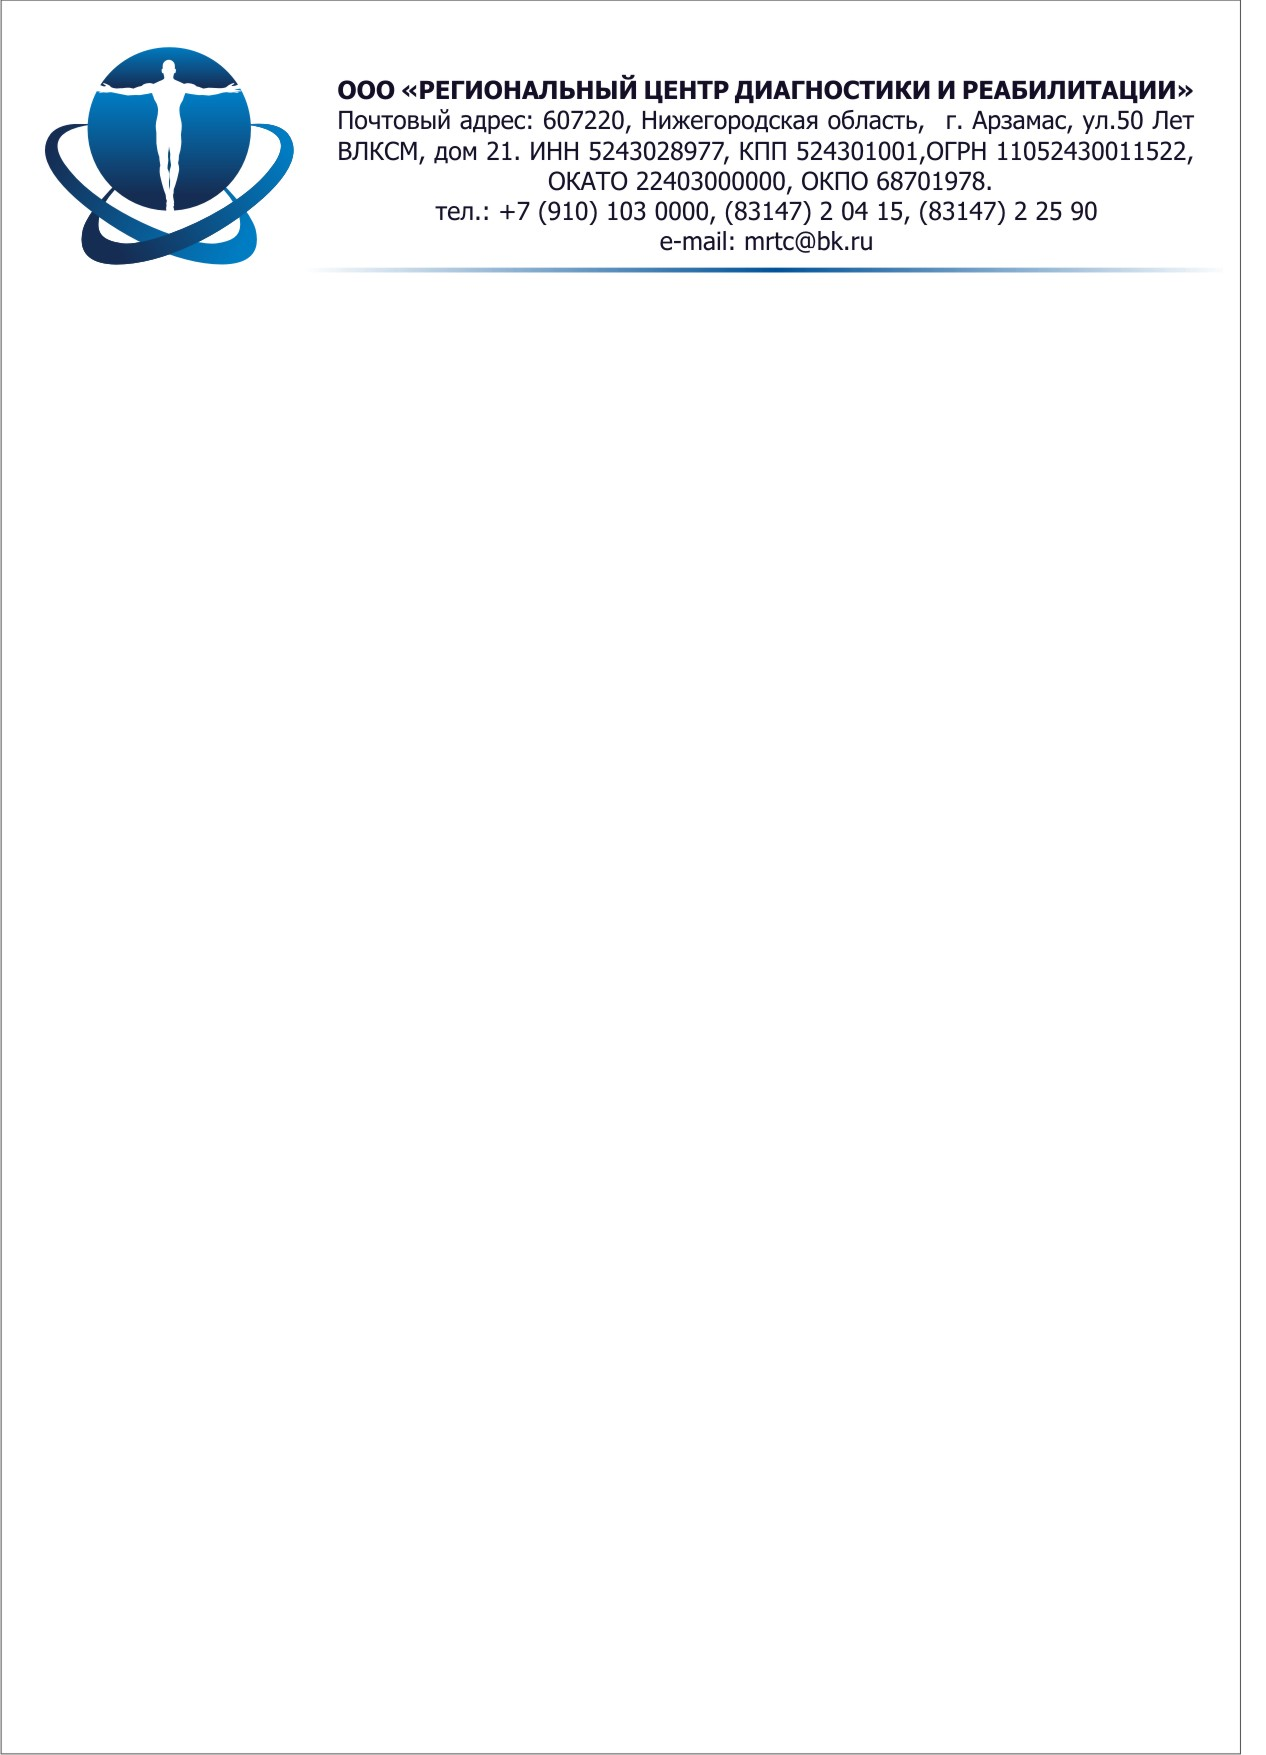 ООО «РЕГИОНАЛЬНЫЙ ЦЕНТР ДИАГНОСТИКИ И РЕАБИЛИТАЦИИ»
Почтовый адрес: 607220, Нижегородская область,  г. Арзамас, ул.50 Лет
ВЛКСМ, дом 21. ИНН 5243028977, КПП 524301001,ОГРН 11052430011522,
ОКАТО 22403000000, ОКПО 68701978.
тел.: +7 (910) 103 0000, (83147) 2 04 15, (83147) 2 25 90
e-mail: mrtc@bk.ru